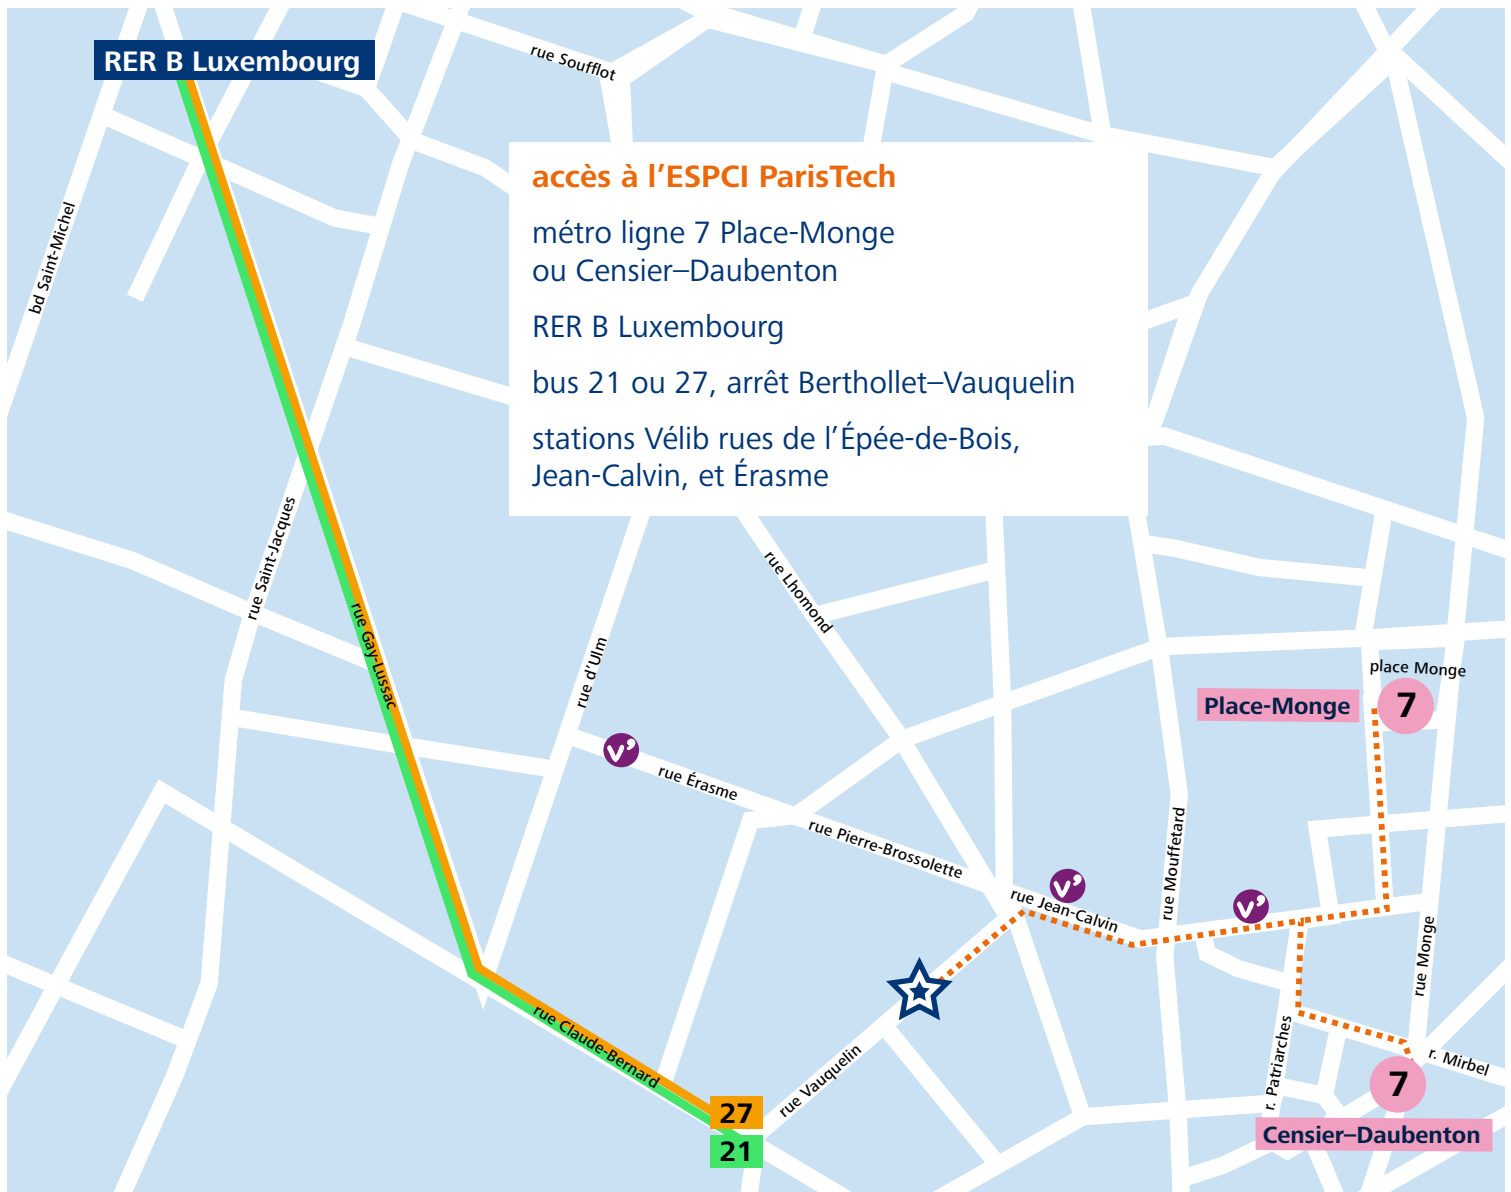 RER B Luxembourg
rue Soufflot
accès à l’ESPCI ParisTech
métro ligne 7 Place-Monge
ou Censier–Daubenton
RER B Luxembourg
bus 21 ou 27, arrêt Berthollet–Vauquelin
stations Vélib rues de l’Épée-de-Bois,
Jean-Calvin, et Érasme
bd Saint-Michel
rue Saint-Jacques
rue Gay-Lussac
rue d’Ulm
rue Lhomond
place Monge
Place-Monge
7
v’
rue Érasme
rue Pierre-Brossolette
v’
rue Jean-Calvin
rue Mouffetard
v’
rue Monge
rue Claude-Bernard
rue Vauquelin
r. Patriarches
r. Mirbel
7
Censier–Daubenton
27
21